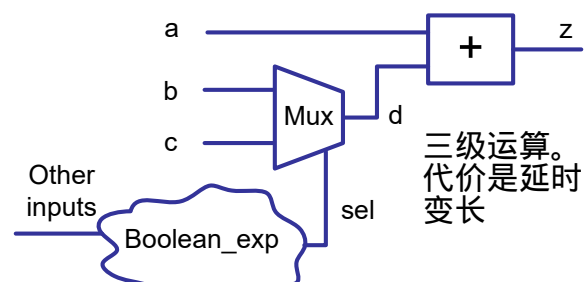 a
z
+
b
Mux
d
c
三级运算。
代价是延时
变长
Other
inputs
sel
Boolean_exp